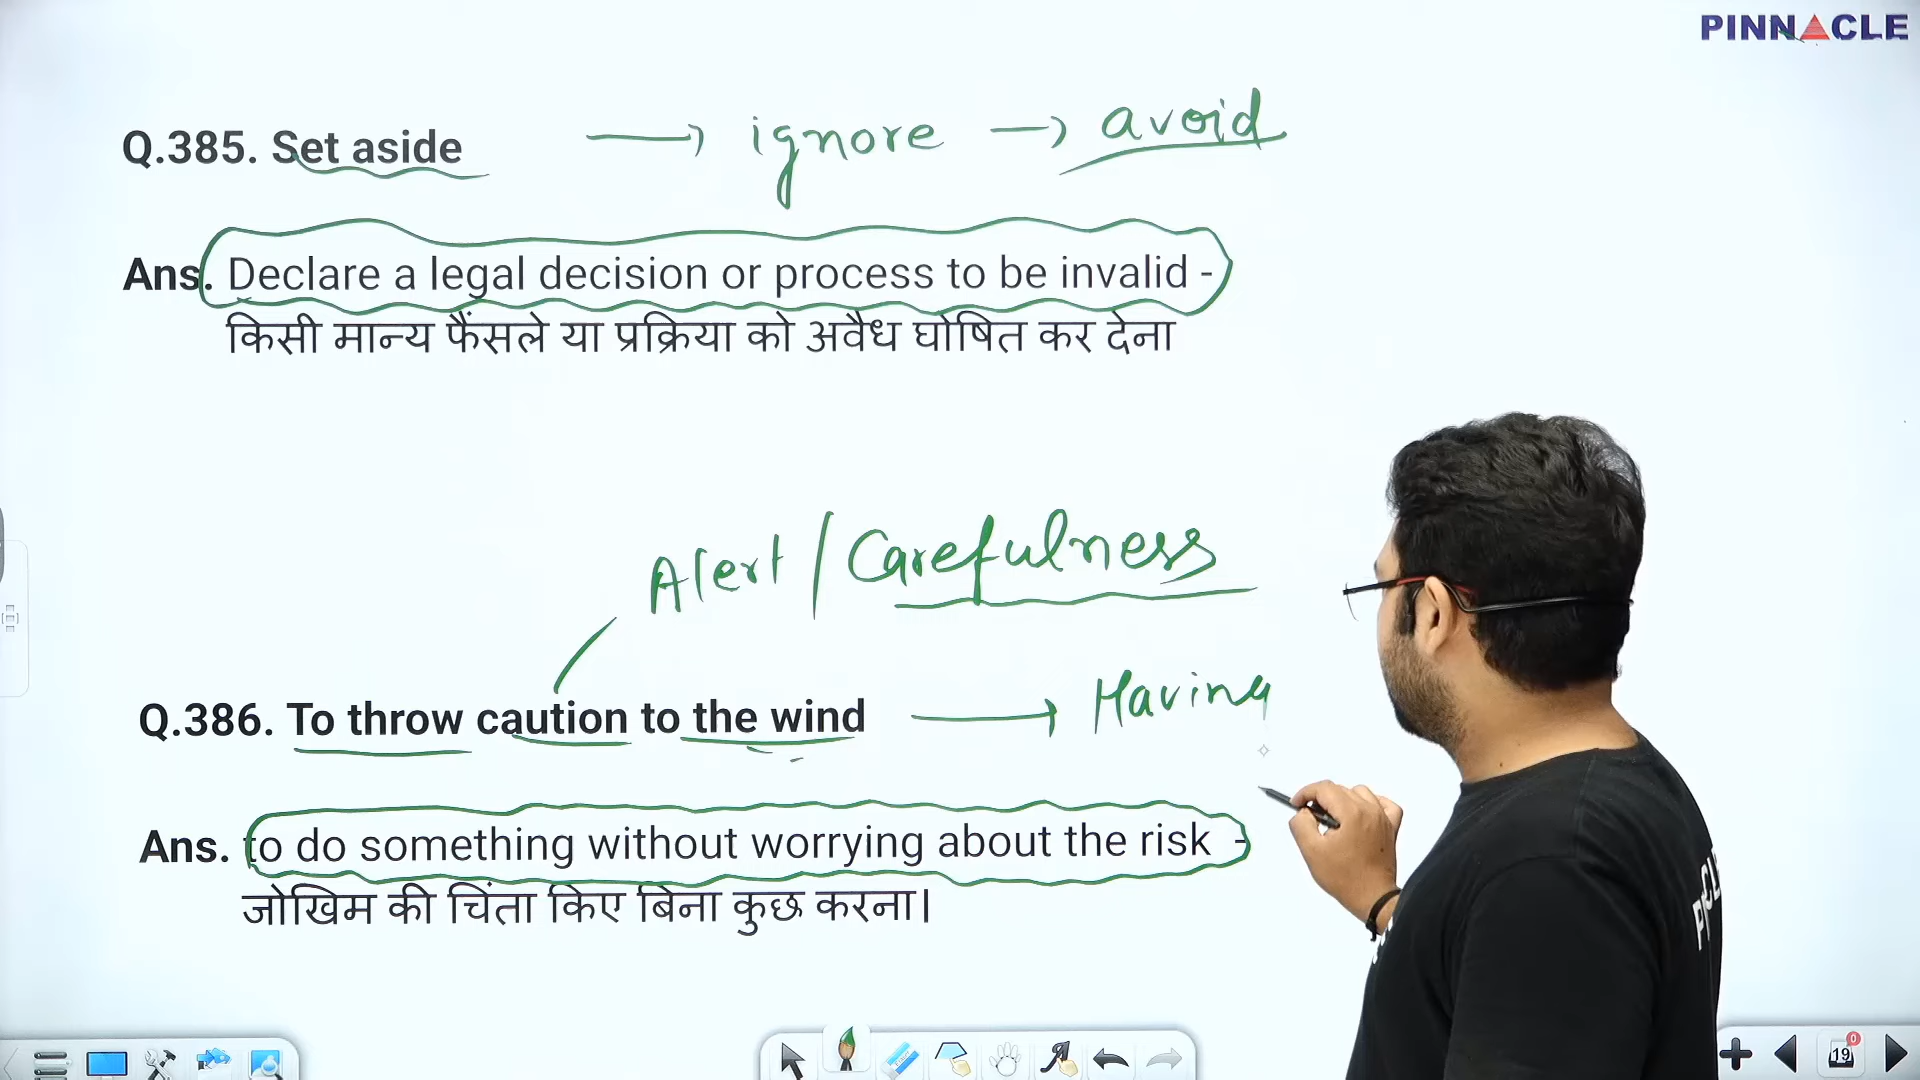 PINNACLE
Q.385. Set aside → ignore → avoid
Ans. Declare a legal decision or process to be invalid -
किसी मान्य फैंसले या प्रक्रिया को अवैध घोषित कर देना
Alert / Carefulness
Q.386. To throw caution to the wind → Having
Ans. to do something without worrying about the risk -
जोखिम की चिंता किए बिना कुछ करना।
19
0